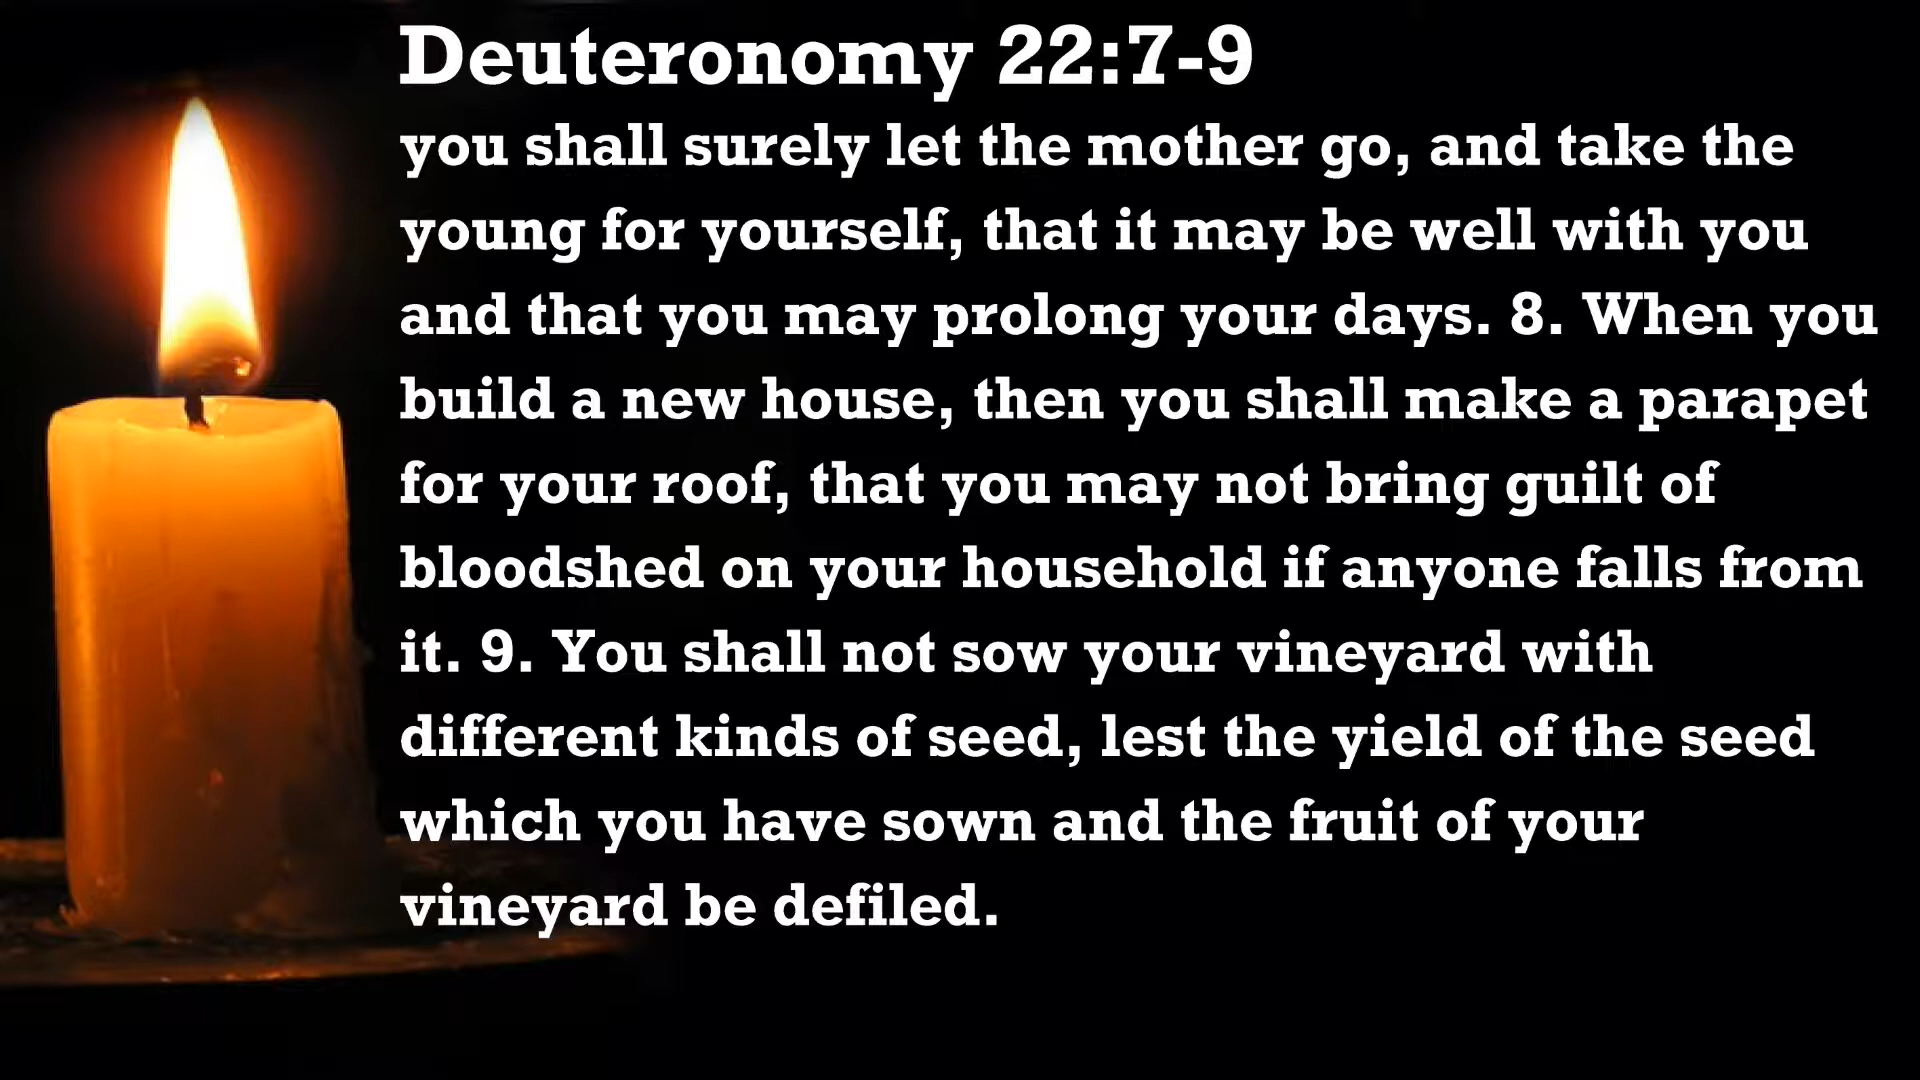 Deuteronomy 22:7-9
you shall surely let the mother go, and take the
young for yourself, that it may be well with you
and that you may prolong your days. 8. When you
build a new house, then you shall make a parapet
for your roof, that you may not bring guilt of
bloodshed on your household if anyone falls from
it. 9. You shall not sow your vineyard with
different kinds of seed, lest the yield of the seed
which you have sown and the fruit of your
vineyard be defiled.